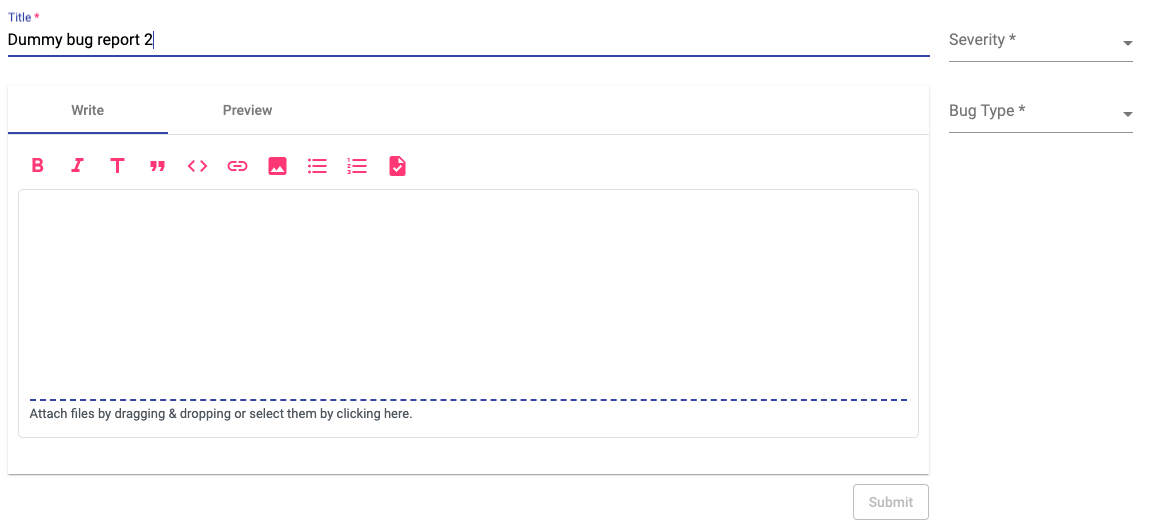 Title *
Dummy bug report 2
Severity *
Write
Preview
Bug Type *
Attach files by dragging & dropping or select them by clicking here.
Submit